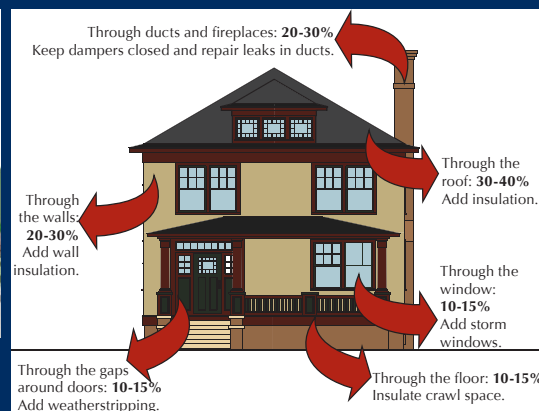 Through ducts and fireplaces: 20-30%
Keep dampers closed and repair leaks in ducts.
Through the
roof: 30-40%
Add insulation.
Through
the walls:
20-30%
Add wall
insulation.
Through the
window:
10-15%
Add storm
windows.
Through the gaps
around doors: 10-15%
Add weatherstripping.
Through the floor: 10-15%
Insulate crawl space.